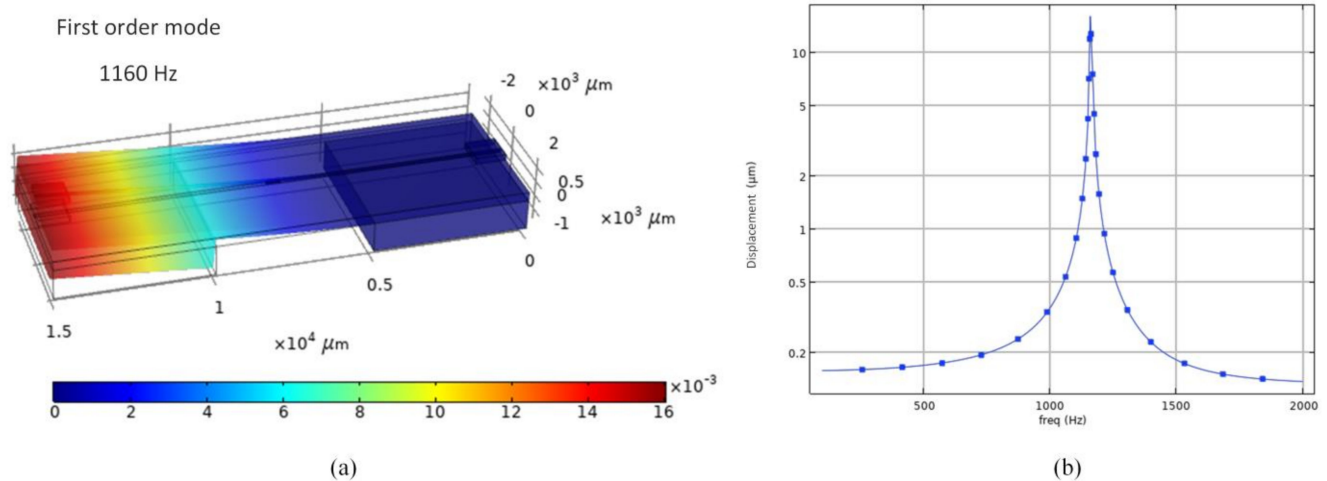 First order mode
1160 Hz
-2
×10³ μm
0
2
0.5
0
-1
×10³ μm
0
0.5
1
1.5
×10⁴ μm
×10⁻³
0 2 4 6 8 10 12 14 16
(a)
10
5
2
1
0.5
0.2
Displacement (μm)
500 1000 1500 2000
freq (Hz)
(b)